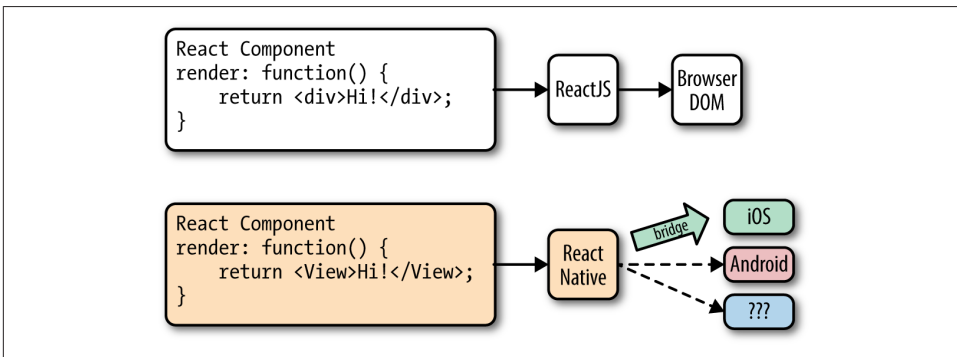 React Component
render: function() {
    return <div>Hi!</div>;
}
ReactJS
Browser
DOM
React Component
render: function() {
    return <View>Hi!</View>;
}
React
Native
bridge
iOS
Android
???